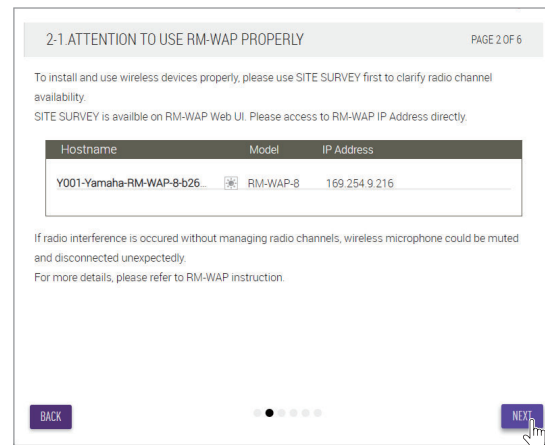 2-1.ATTENTION TO USE RM-WAP PROPERLY PAGE 2 OF 6
To install and use wireless devices properly, please use SITE SURVEY first to clarify radio channel
availability.
SITE SURVEY is availble on RM-WAP Web UI. Please access to RM-WAP IP Address directly.
Hostname Model IP Address
Y001-Yamaha-RM-WAP-8-b26... RM-WAP-8 169.254.9.216
If radio interference is occured without managing radio channels, wireless microphone could be muted
and disconnected unexpectedly.
For more details, please refer to RM-WAP instruction.
BACK NEXT